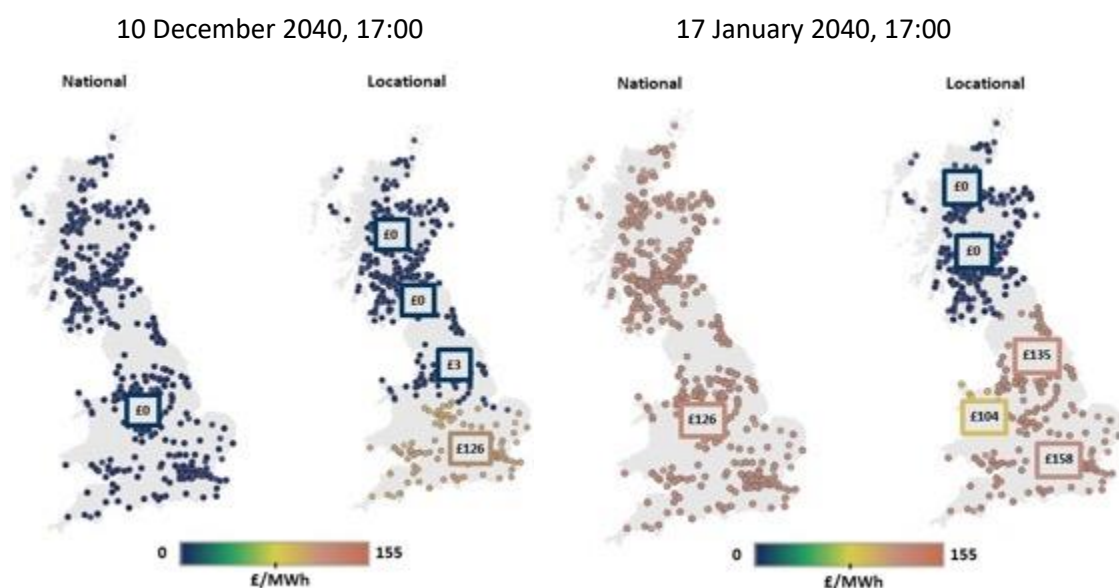 10 December 2040, 17:00
17 January 2040, 17:00
National
Locational
National
Locational
£0
£0
£0
£3
£126
£0
£0
£126
£135
£104
£158
0
155
£/MWh
0
155
£/MWh